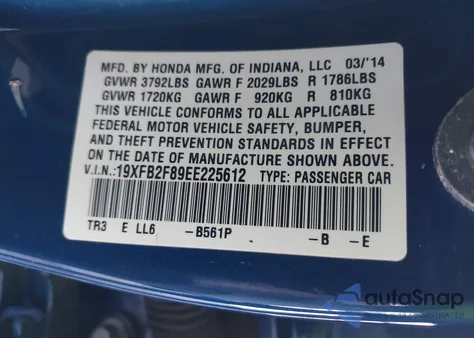 MFD. BY HONDA MFG. OF INDIANA, LLC 03/'14
GVWR 3792LBS GAWR F 2029LBS R 1786LBS
GVWR 1720KG GAWR F 920KG R 810KG
THIS VEHICLE CONFORMS TO ALL APPLICABLE
FEDERAL MOTOR VEHICLE SAFETY, BUMPER,
AND THEFT PREVENTION STANDARDS IN EFFECT
ON THE DATE OF MANUFACTURE SHOWN ABOVE.
V.I.N.:19XFB2F89EE225612 TYPE: PASSENGER CAR
TR3 E LL6 -B561P -B -E
autoSnap